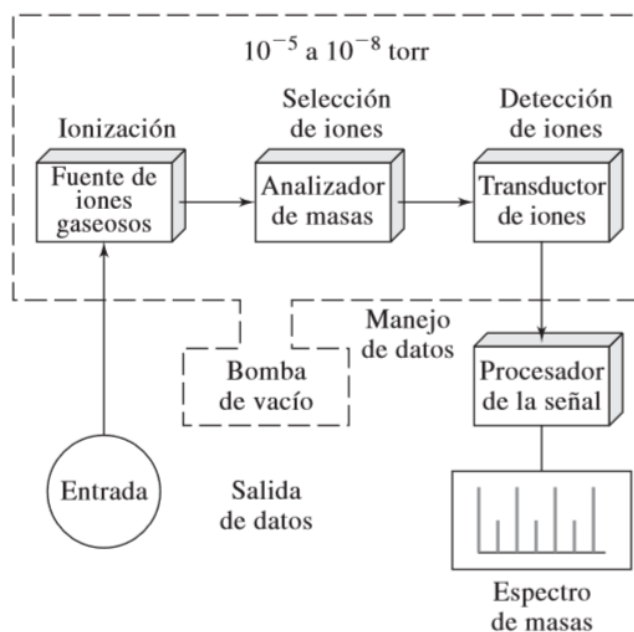 10⁻⁵ a 10⁻⁸ torr
Ionización
Selección
de iones
Detección
de iones
Fuente de
iones
gaseosos
Analizador
de masas
Transductor
de iones
Manejo
de datos
Bomba
de vacío
Procesador
de la señal
Entrada
Salida
de datos
Espectro
de masas